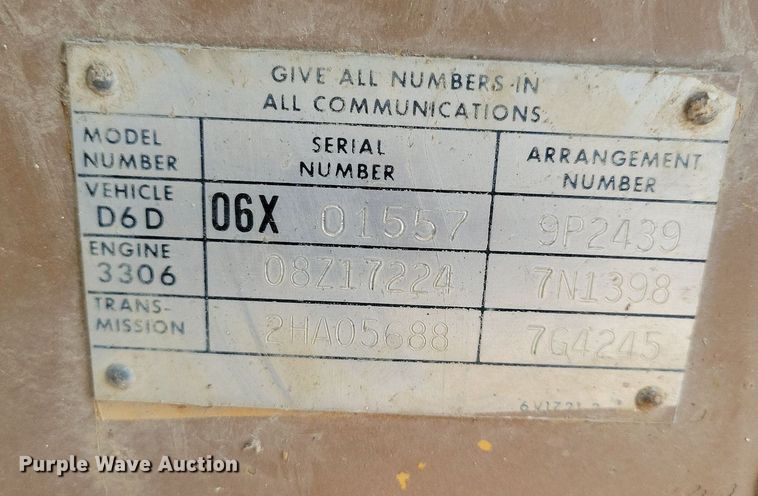 GIVE ALL NUMBERS IN
ALL COMMUNICATIONS
MODEL NUMBER SERIAL NUMBER ARRANGEMENT NUMBER
VEHICLE D6D 06X 01557 9P2439
ENGINE 3306 08Z17224 7N1398
TRANS-MISSION 2HA05688 7G4245
Purple Wave Auction